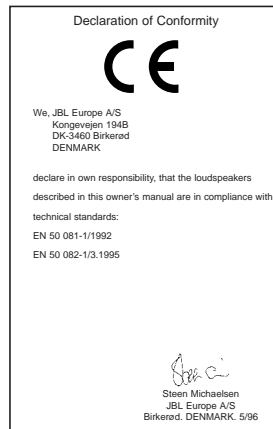 Declaration of Conformity
CE
We, JBL Europe A/S
Kongevejen 194B
DK-3460 Birkerød
DENMARK
declare in own responsibility, that the loudspeakers
described in this owner's manual are in compliance with
technical standards:
EN 50 081-1/1992
EN 50 082-1/3.1995
Steen Michaelsen
JBL Europe A/S
Birkerød. DENMARK. 5/96